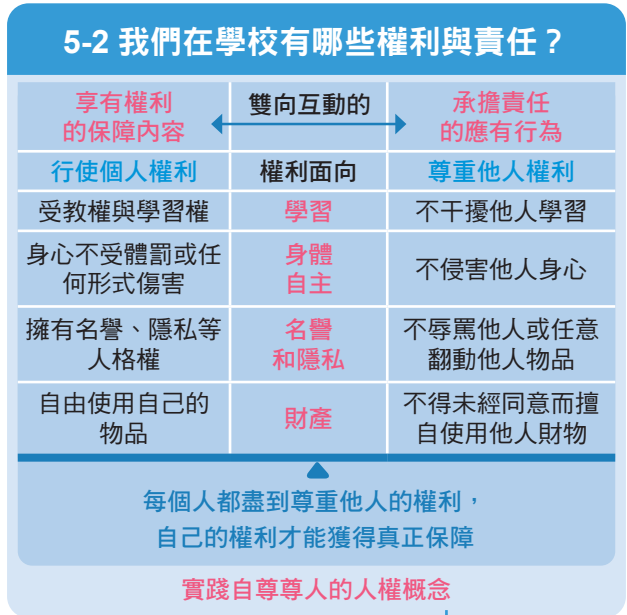 5-2 我們在學校有哪些權利與責任？
享有權利
的保障內容
雙向互動的
承擔責任
的應有行為
行使個人權利
權利面向
尊重他人權利
受教權與學習權
學習
不干擾他人學習
身心不受體罰或任
何形式傷害
身體
自主
不侵害他人身心
擁有名譽、隱私等
人格權
名譽
和隱私
不辱罵他人或任意
翻動他人物品
自由使用自己的
物品
財產
不得未經同意而擅
自使用他人財物
每個人都盡到尊重他人的權利，
自己的權利才能獲得真正保障
實踐自尊尊人的人權概念